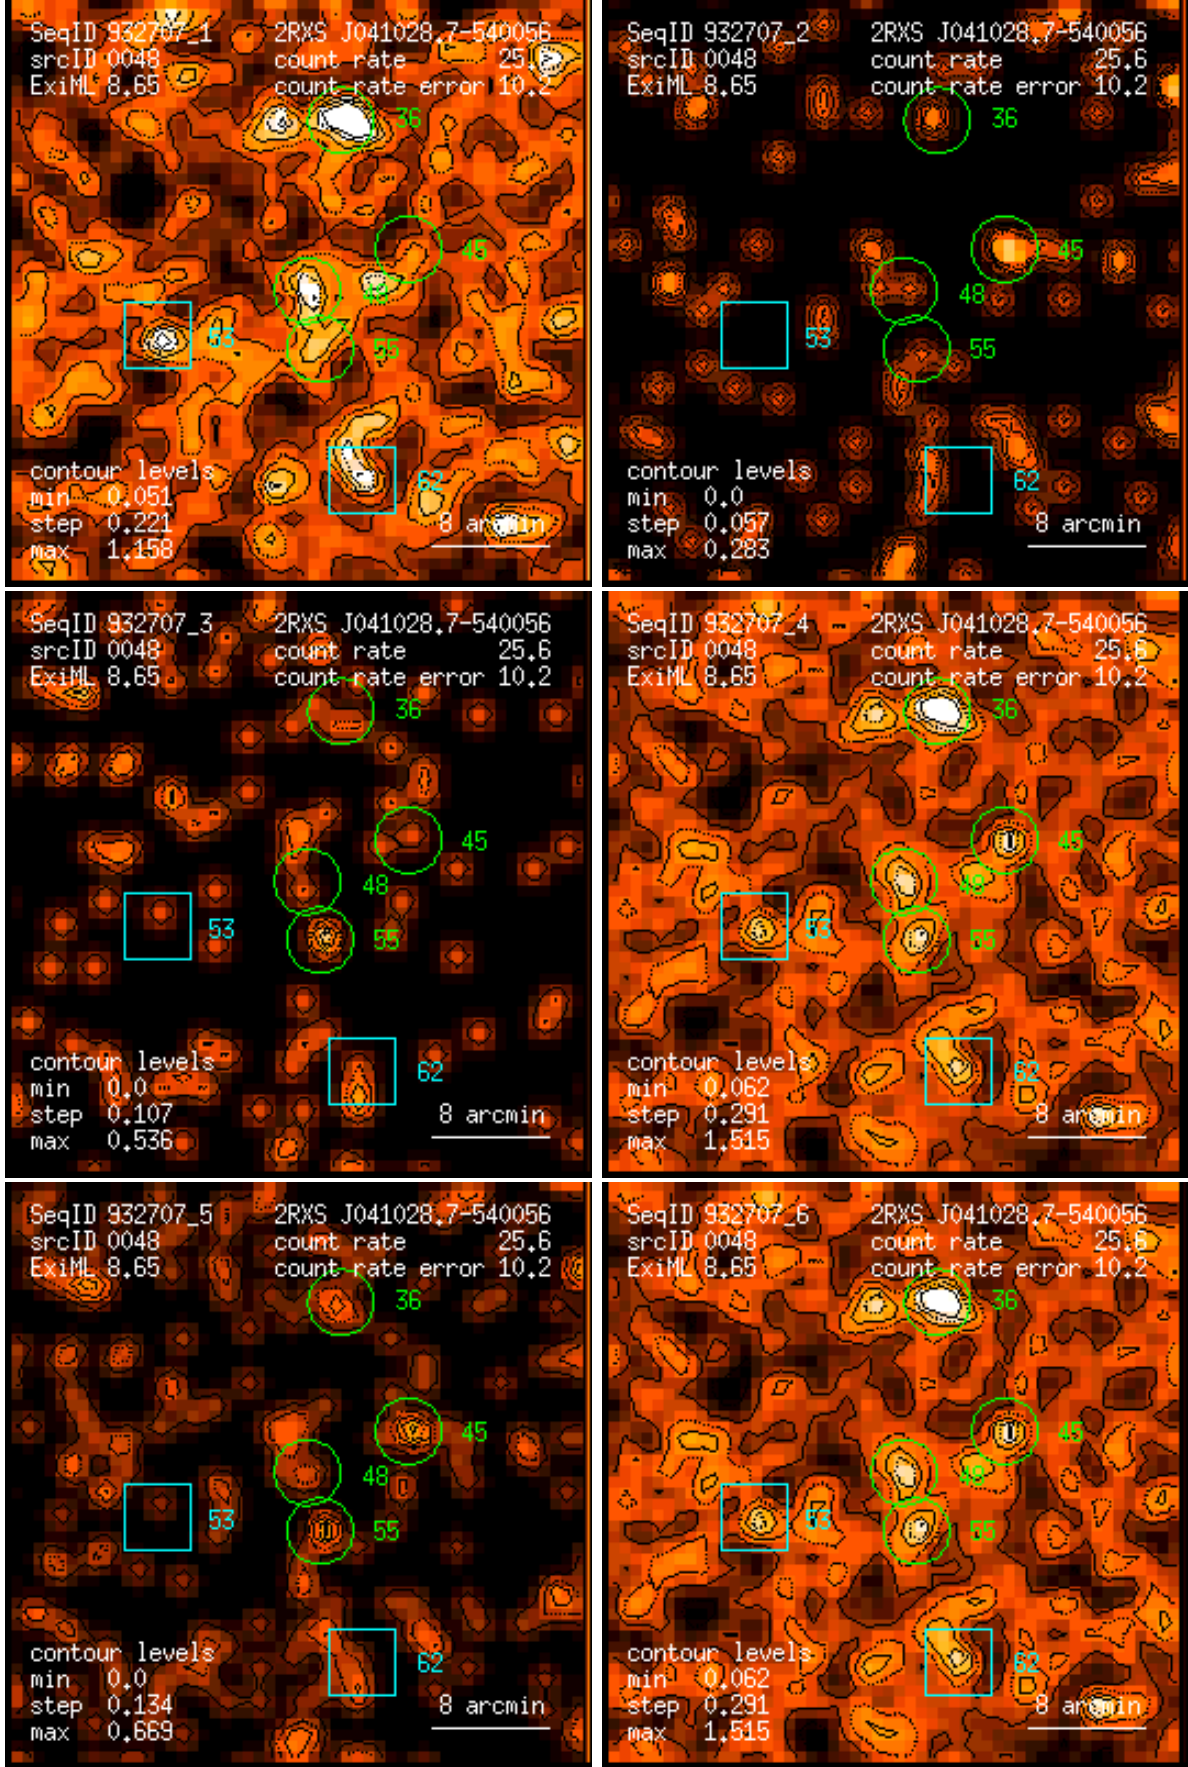 SeqID 932707_1 2RXS J041028.7-540056
srcID 0048 count rate 25.6
ExiML 8.65 count rate error 10.2
36
45
48
53
55
62
contour levels
min 0.051
step 0.221
max 1.158
8 arcmin
SeqID 932707_2 2RXS J041028.7-540056
srcID 0048 count rate 25.6
ExiML 8.65 count rate error 10.2
36
45
48
53
55
62
contour levels
min 0.0
step 0.057
max 0.283
8 arcmin
SeqID 932707_3 2RXS J041028.7-540056
srcID 0048 count rate 25.6
ExiML 8.65 count rate error 10.2
36
45
48
53
55
62
contour levels
min 0.0
step 0.107
max 0.536
8 arcmin
SeqID 932707_4 2RXS J041028.7-540056
srcID 0048 count rate 25.6
ExiML 8.65 count rate error 10.2
36
45
48
53
55
62
contour levels
min 0.062
step 0.291
max 1.515
8 arcmin
SeqID 932707_5 2RXS J041028.7-540056
srcID 0048 count rate 25.6
ExiML 8.65 count rate error 10.2
36
45
48
53
55
62
contour levels
min 0.0
step 0.134
max 0.669
8 arcmin
SeqID 932707_6 2RXS J041028.7-540056
srcID 0048 count rate 25.6
ExiML 8.65 count rate error 10.2
36
45
48
53
55
62
contour levels
min 0.062
step 0.291
max 1.515
8 arcmin